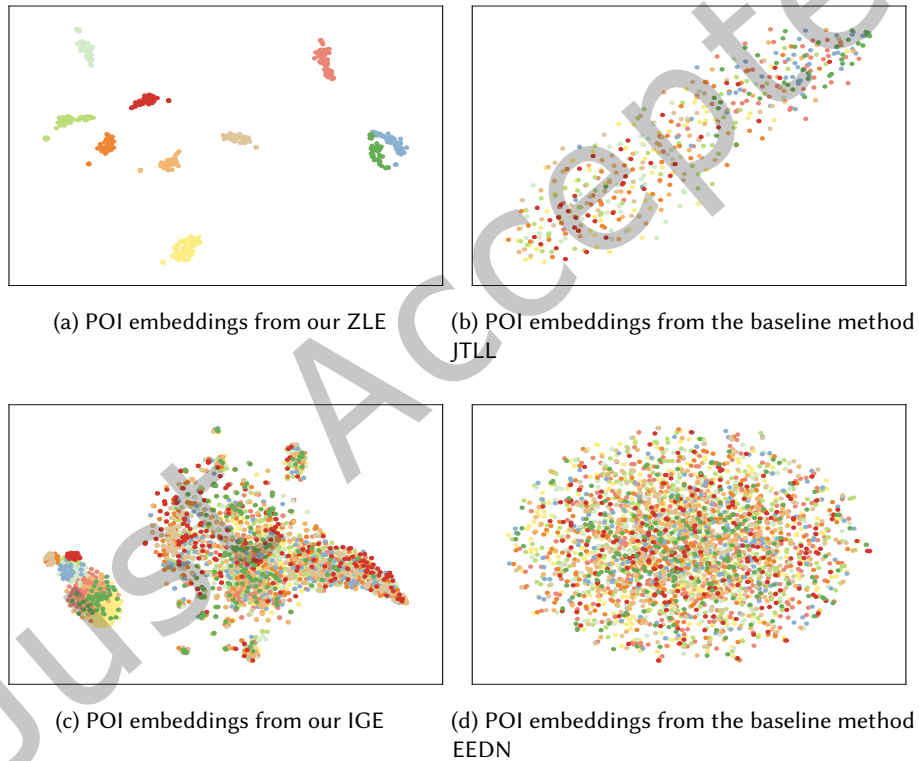 (a) POI embeddings from our ZLE
(b) POI embeddings from the baseline method
JTLL
(c) POI embeddings from our IGE
(d) POI embeddings from the baseline method
EEDN
Just Accepte